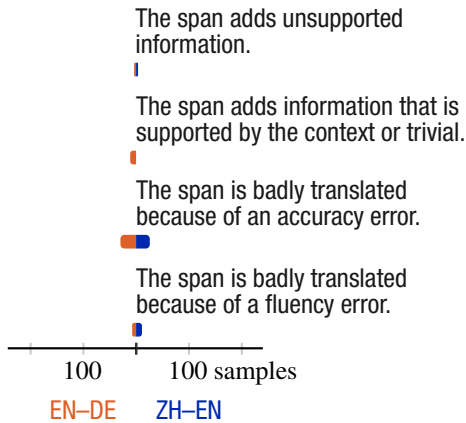 The span adds unsupported
information.
The span adds information that is
supported by the context or trivial.
The span is badly translated
because of an accuracy error.
The span is badly translated
because of a fluency error.
100 100 samples
EN–DE ZH–EN